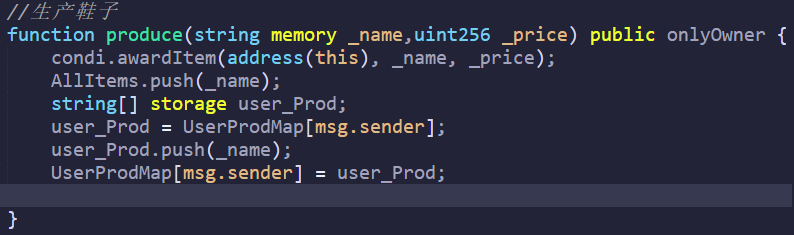 //生产鞋子
function produce(string memory _name,uint256 _price) public onlyOwner {
    condi.awardItem(address(this), _name, _price);
    AllItems.push(_name);
    string[] storage user_Prod;
    user_Prod = UserProdMap[msg.sender];
    user_Prod.push(_name);
    UserProdMap[msg.sender] = user_Prod;
}